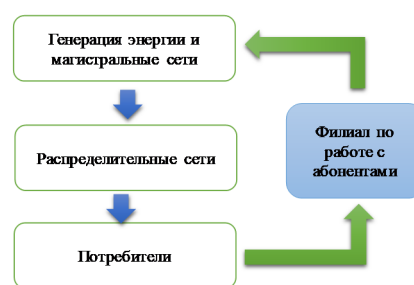 Генерация энергии и
магистральные сети
Распределительные сети
Потребители
Филиал по
работе с
абонентами